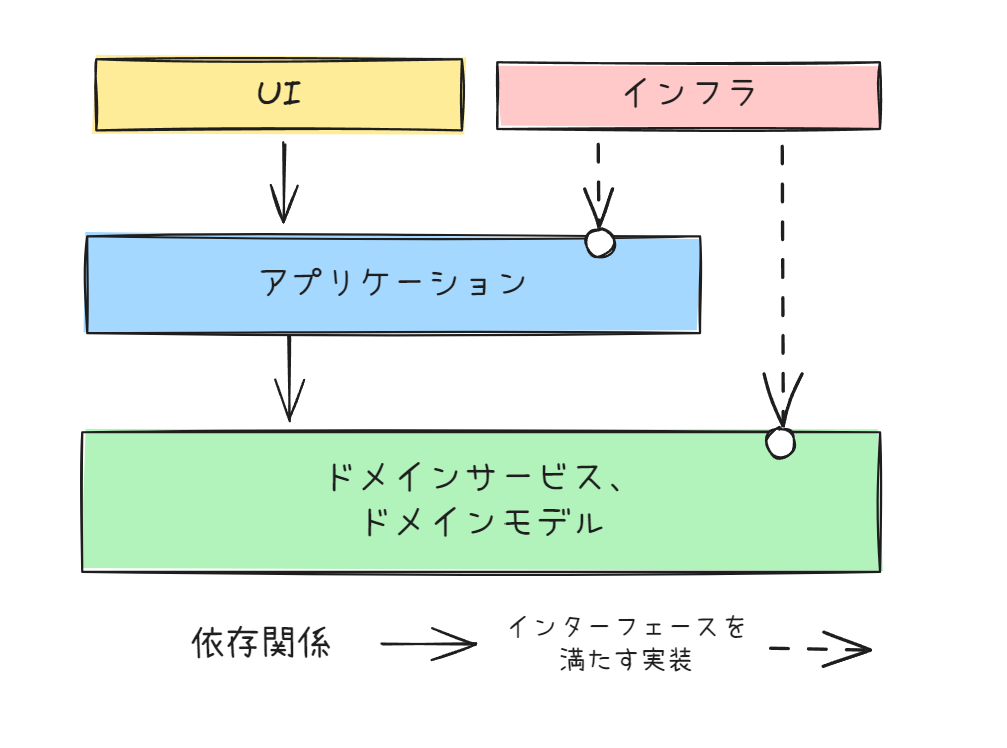 UI
インフラ
アプリケーション
ドメインサービス、
ドメインモデル
依存関係
インターフェースを
満たす実装